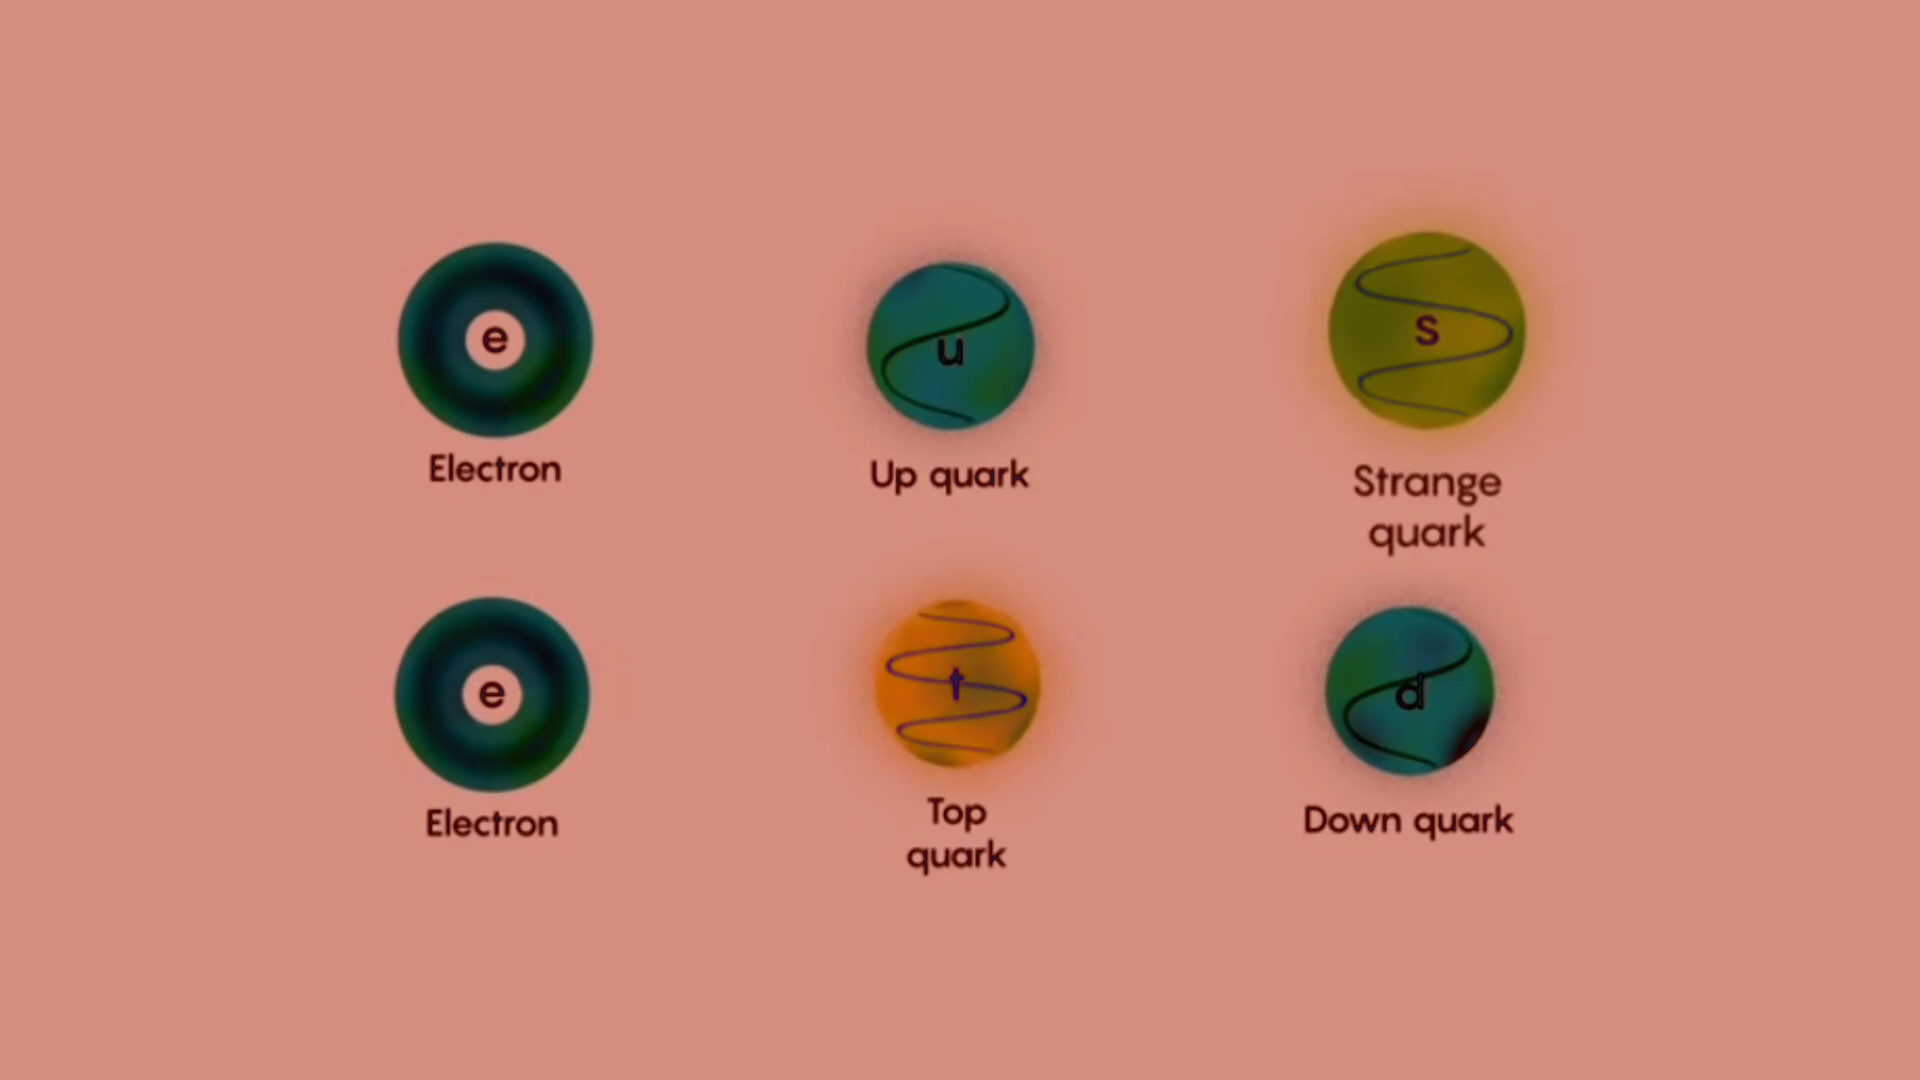 e
Electron
u
Up quark
s
Strange
quark
e
Electron
t
Top
quark
d
Down quark